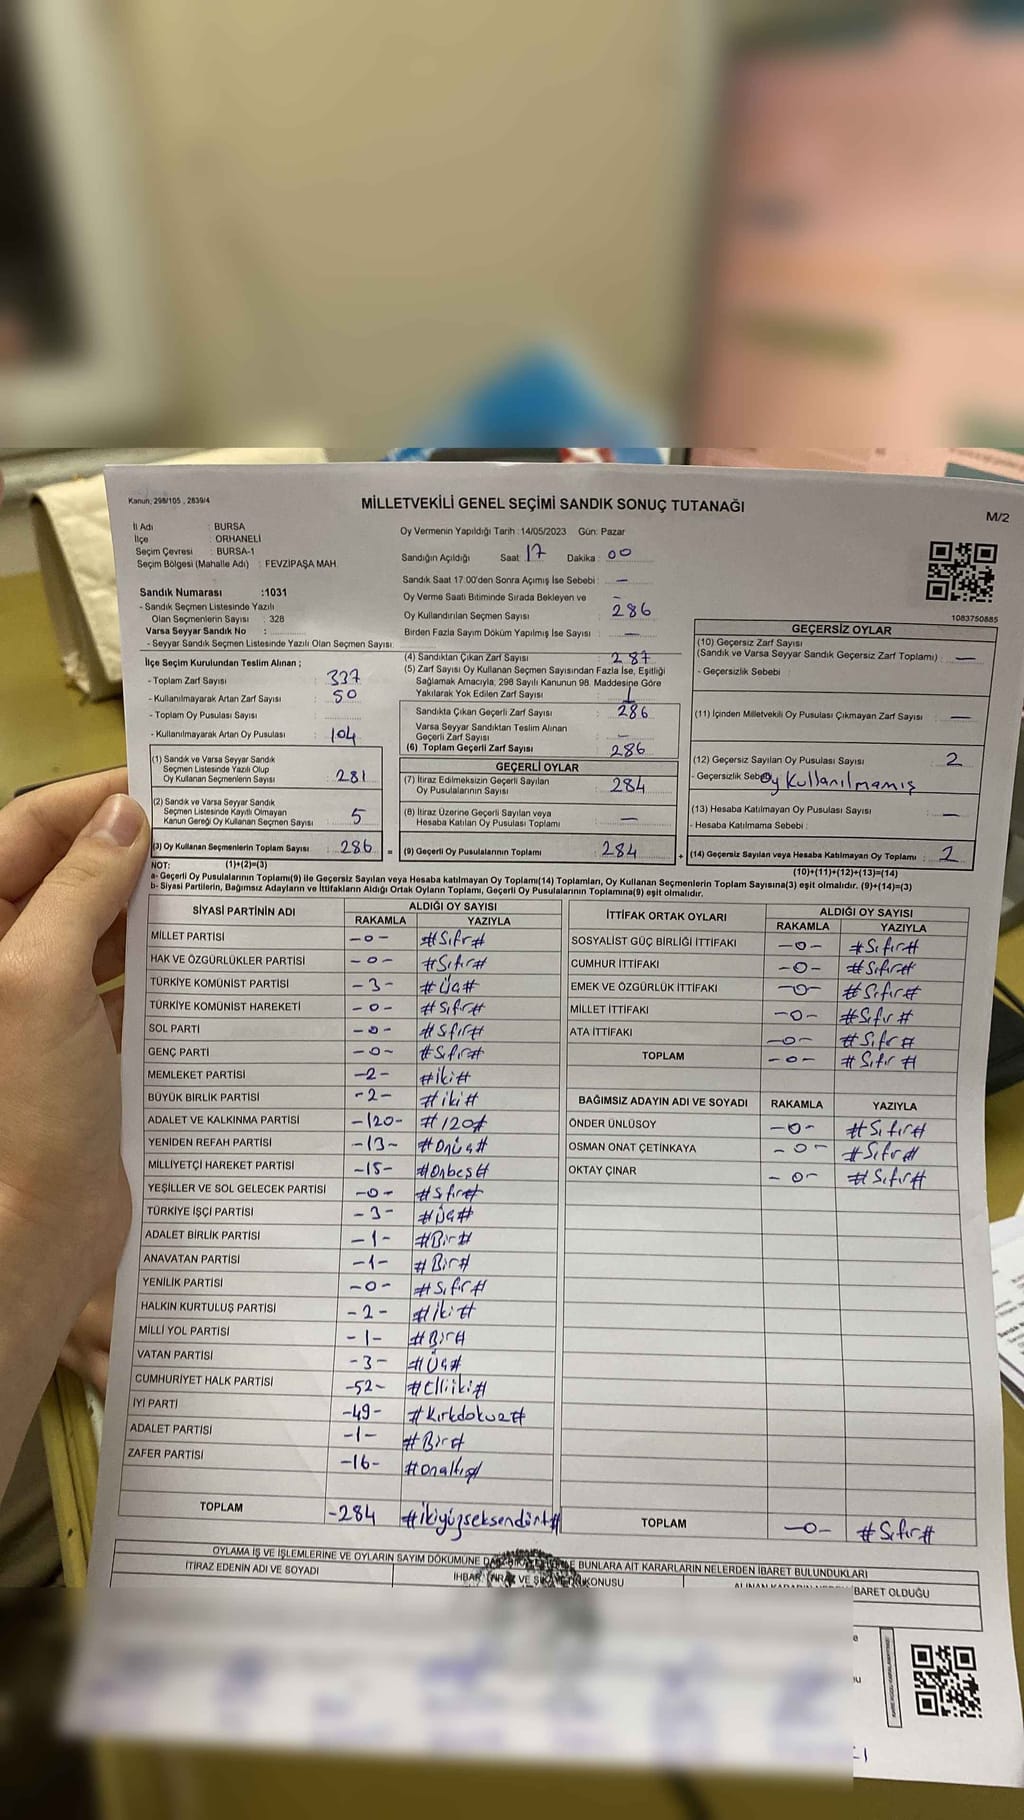 Kanun, 298/105 , 2839/4
MİLLETVEKİLİ GENEL SEÇİMİ SANDIK SONUÇ TUTANAĞI
M/2
İl Adı : BURSA
İlçe : ORHANELİ
Seçim Çevresi : BURSA-1
Seçim Bölgesi (Mahalle Adı) : FEVZİPAŞA MAH.
Oy Vermenin Yapıldığı Tarih : 14/05/2023 Gün: Pazar
Sandığın Açıldığı Saat : 17 Dakika : 00
Sandık Saat 17:00'den Sonra Açımış İse Sebebi : –
Oy Verme Saati Bitiminde Sırada Bekleyen ve –
Oy Kullandırılan Seçmen Sayısı : 286
Birden Fazla Sayım Döküm Yapılmış İse Sayısı : –
1083750885
Sandık Numarası :1031
- Sandık Seçmen Listesinde Yazılı
Olan Seçmenlerin Sayısı : 328
Varsa Seyyar Sandık No :
- Seyyar Sandık Seçmen Listesinde Yazılı Olan Seçmen Sayısı :
İlçe Seçim Kurulundan Teslim Alınan ;
- Toplam Zarf Sayısı : 337
- Kullanılmayarak Artan Zarf Sayısı : 50
- Toplam Oy Pusulası Sayısı :
- Kullanılmayarak Artan Oy Pusulası : 104
(1) Sandık ve Varsa Seyyar Sandık
Seçmen Listesinde Yazılı Olup
Oy Kullanan Seçmenlerin Sayısı : 281
(2) Sandık ve Varsa Seyyar Sandık
Seçmen Listesinde Kayıtlı Olmayan
Kanun Gereği Oy Kullanan Seçmen Sayısı : 5
(3) Oy Kullanan Seçmenlerin Toplam Sayısı : 286
(4) Sandıktan Çıkan Zarf Sayısı : 287
(5) Zarf Sayısı Oy Kullanan Seçmen Sayısından Fazla İse, Eşitliği
Sağlamak Amacıyla, 298 Sayılı Kanunun 98. Maddesine Göre
Yakılarak Yok Edilen Zarf Sayısı : 1
Sandıkta Çıkan Geçerli Zarf Sayısı : 286
Varsa Seyyar Sandıktan Teslim Alınan
Geçerli Zarf Sayısı : –
(6) Toplam Geçerli Zarf Sayısı : 286
GEÇERLİ OYLAR
(7) İtiraz Edilmeksizin Geçerli Sayılan
Oy Pusulalarının Sayısı : 284
(8) İtiraz Üzerine Geçerli Sayılan veya
Hesaba Katılan Oy Pusulası Toplamı : –
= (9) Geçerli Oy Pusulalarının Toplamı : 284
GEÇERSİZ OYLAR
(10) Geçersiz Zarf Sayısı
(Sandık ve Varsa Seyyar Sandık Geçersiz Zarf Toplamı) : –
- Geçersizlik Sebebi :
(11) İçinden Milletvekili Oy Pusulası Çıkmayan Zarf Sayısı : –
(12) Geçersiz Sayılan Oy Pusulası Sayısı : 2
- Geçersizlik Sebebi Oy Kullanılmamış
(13) Hesaba Katılmayan Oy Pusulası Sayısı : –
- Hesaba Katılmama Sebebi :
+ (14) Geçersiz Sayılan veya Hesaba Katılmayan Oy Toplamı : 2
NOT: (1)+(2)=(3)
(10)+(11)+(12)+(13)=(14)
a- Geçerli Oy Pusulaları Toplamı(9) ile Geçersiz Sayılan veya Hesaba katılmayan Oy Toplamı(14) Toplamları, Oy Kullanan Seçmenlerin Toplam Sayısına(3) eşit olmalıdır. (9)+(14)=(3)
b- Siyasi Partilerin, Bağımsız Adayların ve İttifakların Aldığı Ortak Oyların Toplamı, Geçerli Oy Pusulalarının Toplamına(9) eşit olmalıdır.
SİYASİ PARTİNİN ADI ALDIĞI OY SAYISI
RAKAMLA YAZIYLA
MİLLET PARTİSİ -0- #Sıfır#
HAK VE ÖZGÜRLÜKLER PARTİSİ -0- #Sıfır#
TÜRKİYE KOMÜNİST PARTİSİ -3- #Üç#
TÜRKİYE KOMÜNİST HAREKETİ -0- #Sıfır#
SOL PARTİ -0- #Sıfır#
GENÇ PARTİ -0- #Sıfır#
MEMLEKET PARTİSİ -2- #İki#
BÜYÜK BİRLİK PARTİSİ -2- #iki#
ADALET VE KALKINMA PARTİSİ -120- #120#
YENİDEN REFAH PARTİSİ -13- #Onüç#
MİLLİYETÇİ HAREKET PARTİSİ -15- #Onbeş#
YEŞİLLER VE SOL GELECEK PARTİSİ -0- #Sıfır#
TÜRKİYE İŞÇİ PARTİSİ -3- #Üç#
ADALET BİRLİK PARTİSİ -1- #Bir#
ANAVATAN PARTİSİ -1- #Bir#
YENİLİK PARTİSİ -0- #Sıfır#
HALKIN KURTULUŞ PARTİSİ -2- #İki#
MİLLİ YOL PARTİSİ -1- #Bir#
VATAN PARTİSİ -3- #Üç#
CUMHURİYET HALK PARTİSİ -52- #Elliiki#
İYİ PARTİ -49- #Kırkdokuz#
ADALET PARTİSİ -1- #Bir#
ZAFER PARTİSİ -16- #Onaltı#
TOPLAM -284 #ikiyüzseksendört#
İTTİFAK ORTAK OYLARI ALDIĞI OY SAYISI
RAKAMLA YAZIYLA
SOSYALİST GÜÇ BİRLİĞİ İTTİFAKI -0- #Sıfır#
CUMHUR İTTİFAKI -0- #Sıfır#
EMEK VE ÖZGÜRLÜK İTTİFAKI -0- #Sıfır#
MİLLET İTTİFAKI -0- #Sıfır#
ATA İTTİFAKI -0- #Sıfır#
TOPLAM -0- #Sıfır#
BAĞIMSIZ ADAYIN ADI VE SOYADI RAKAMLA YAZIYLA
ÖNDER ÜNLÜSOY -0- #Sıfır#
OSMAN ONAT ÇETİNKAYA -0- #Sıfır#
OKTAY ÇINAR -0- #Sıfır#
TOPLAM -0- #Sıfır#
OYLAMA İŞ VE İŞLEMLERİNE VE OYLARIN SAYIM DÖKÜMÜNE BUNLARA AİT KARARLARIN NELERDEN İBARET BULUNDUKLARI
İTİRAZ EDENİN ADI VE SOYADI
VE KONUSU
BARET OLDUĞU